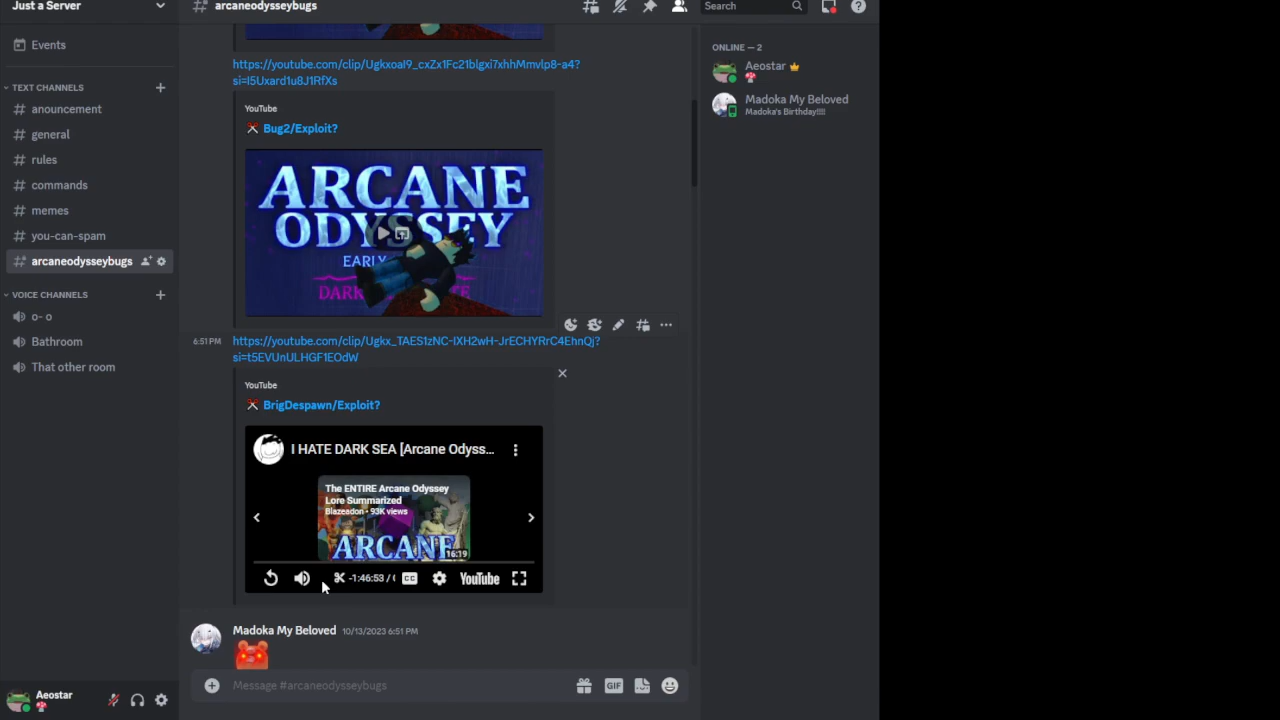 Just a Server
arcaneodysseybugs
Search
Events
TEXT CHANNELS
anouncement
general
rules
commands
memes
you-can-spam
arcaneodysseybugs
VOICE CHANNELS
o- o
Bathroom
That other room
Aeostar
https://youtube.com/clip/Ugkxoal9_cxZx1Fc21blgxi7xhhMmvlp8-a4?
si=I5Uxard1u8J1RfXs
YouTube
Bug2/Exploit?
ARCANE
ODYSSEY
EARLY
DARK
6:51 PM
https://youtube.com/clip/Ugkx_TAES1zNC-IXH2wH-JrECHYRrC4EhnQj?
si=t5EVUnULHGF1EOdW
YouTube
BrigDespawn/Exploit?
I HATE DARK SEA [Arcane Odyss...
The ENTIRE Arcane Odyssey
Lore Summarized
Blazeadon • 93K views
ARCANE
16:19
-1:46:53 / (
CC
YouTube
Madoka My Beloved 10/13/2023 6:51 PM
Message #arcaneodysseybugs
GIF
ONLINE — 2
Aeostar
Madoka My Beloved
Madoka's Birthday!!!!